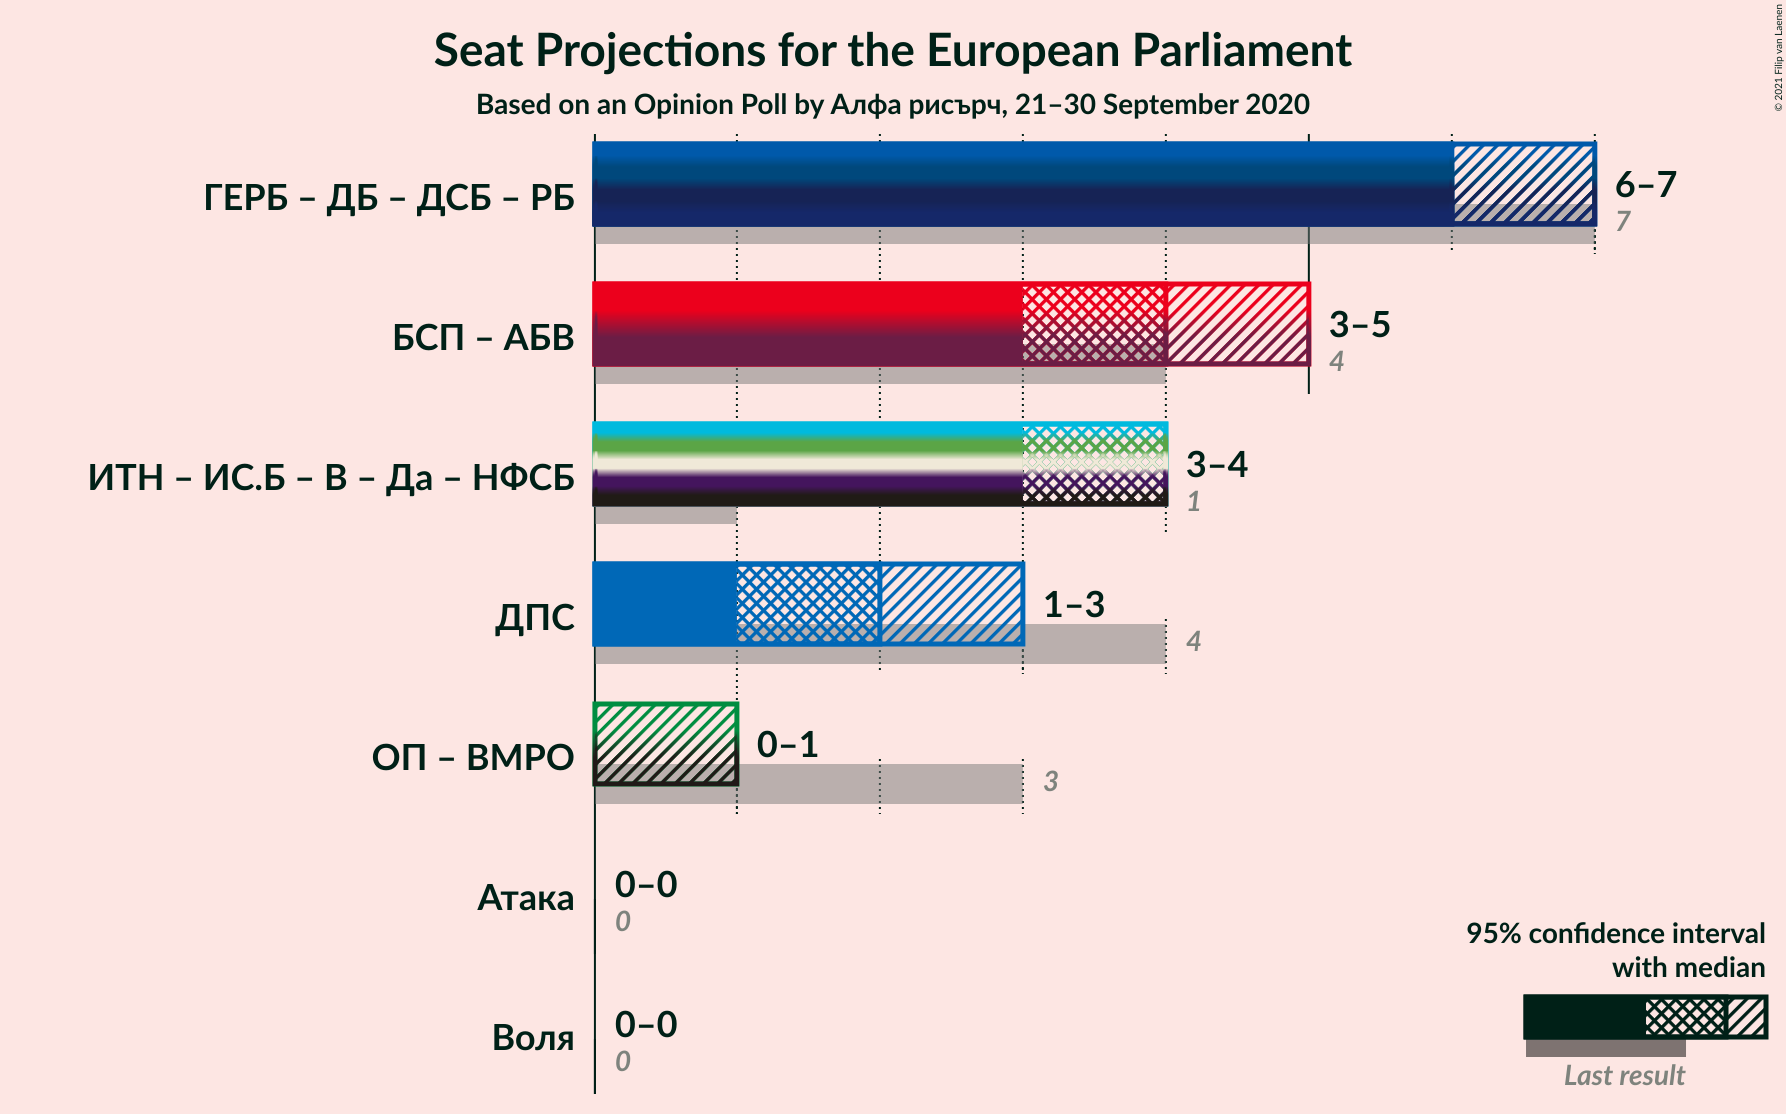 Seat Projections for the European Parliament
Based on an Opinion Poll by Алфа рисърч, 21–30 September 2020
© 2021 Filip van Laenen
ГЕРБ – ДБ – ДСБ – РБ
6–7
7
БСП – АБВ
3–5
4
ИТН – ИС.Б – В – Да – НФСБ
3–4
1
ДПС
1–3
4
ОП – ВМРО
0–1
3
Атака
0–0
0
Воля
0–0
0
95% confidence interval
with median
Last result